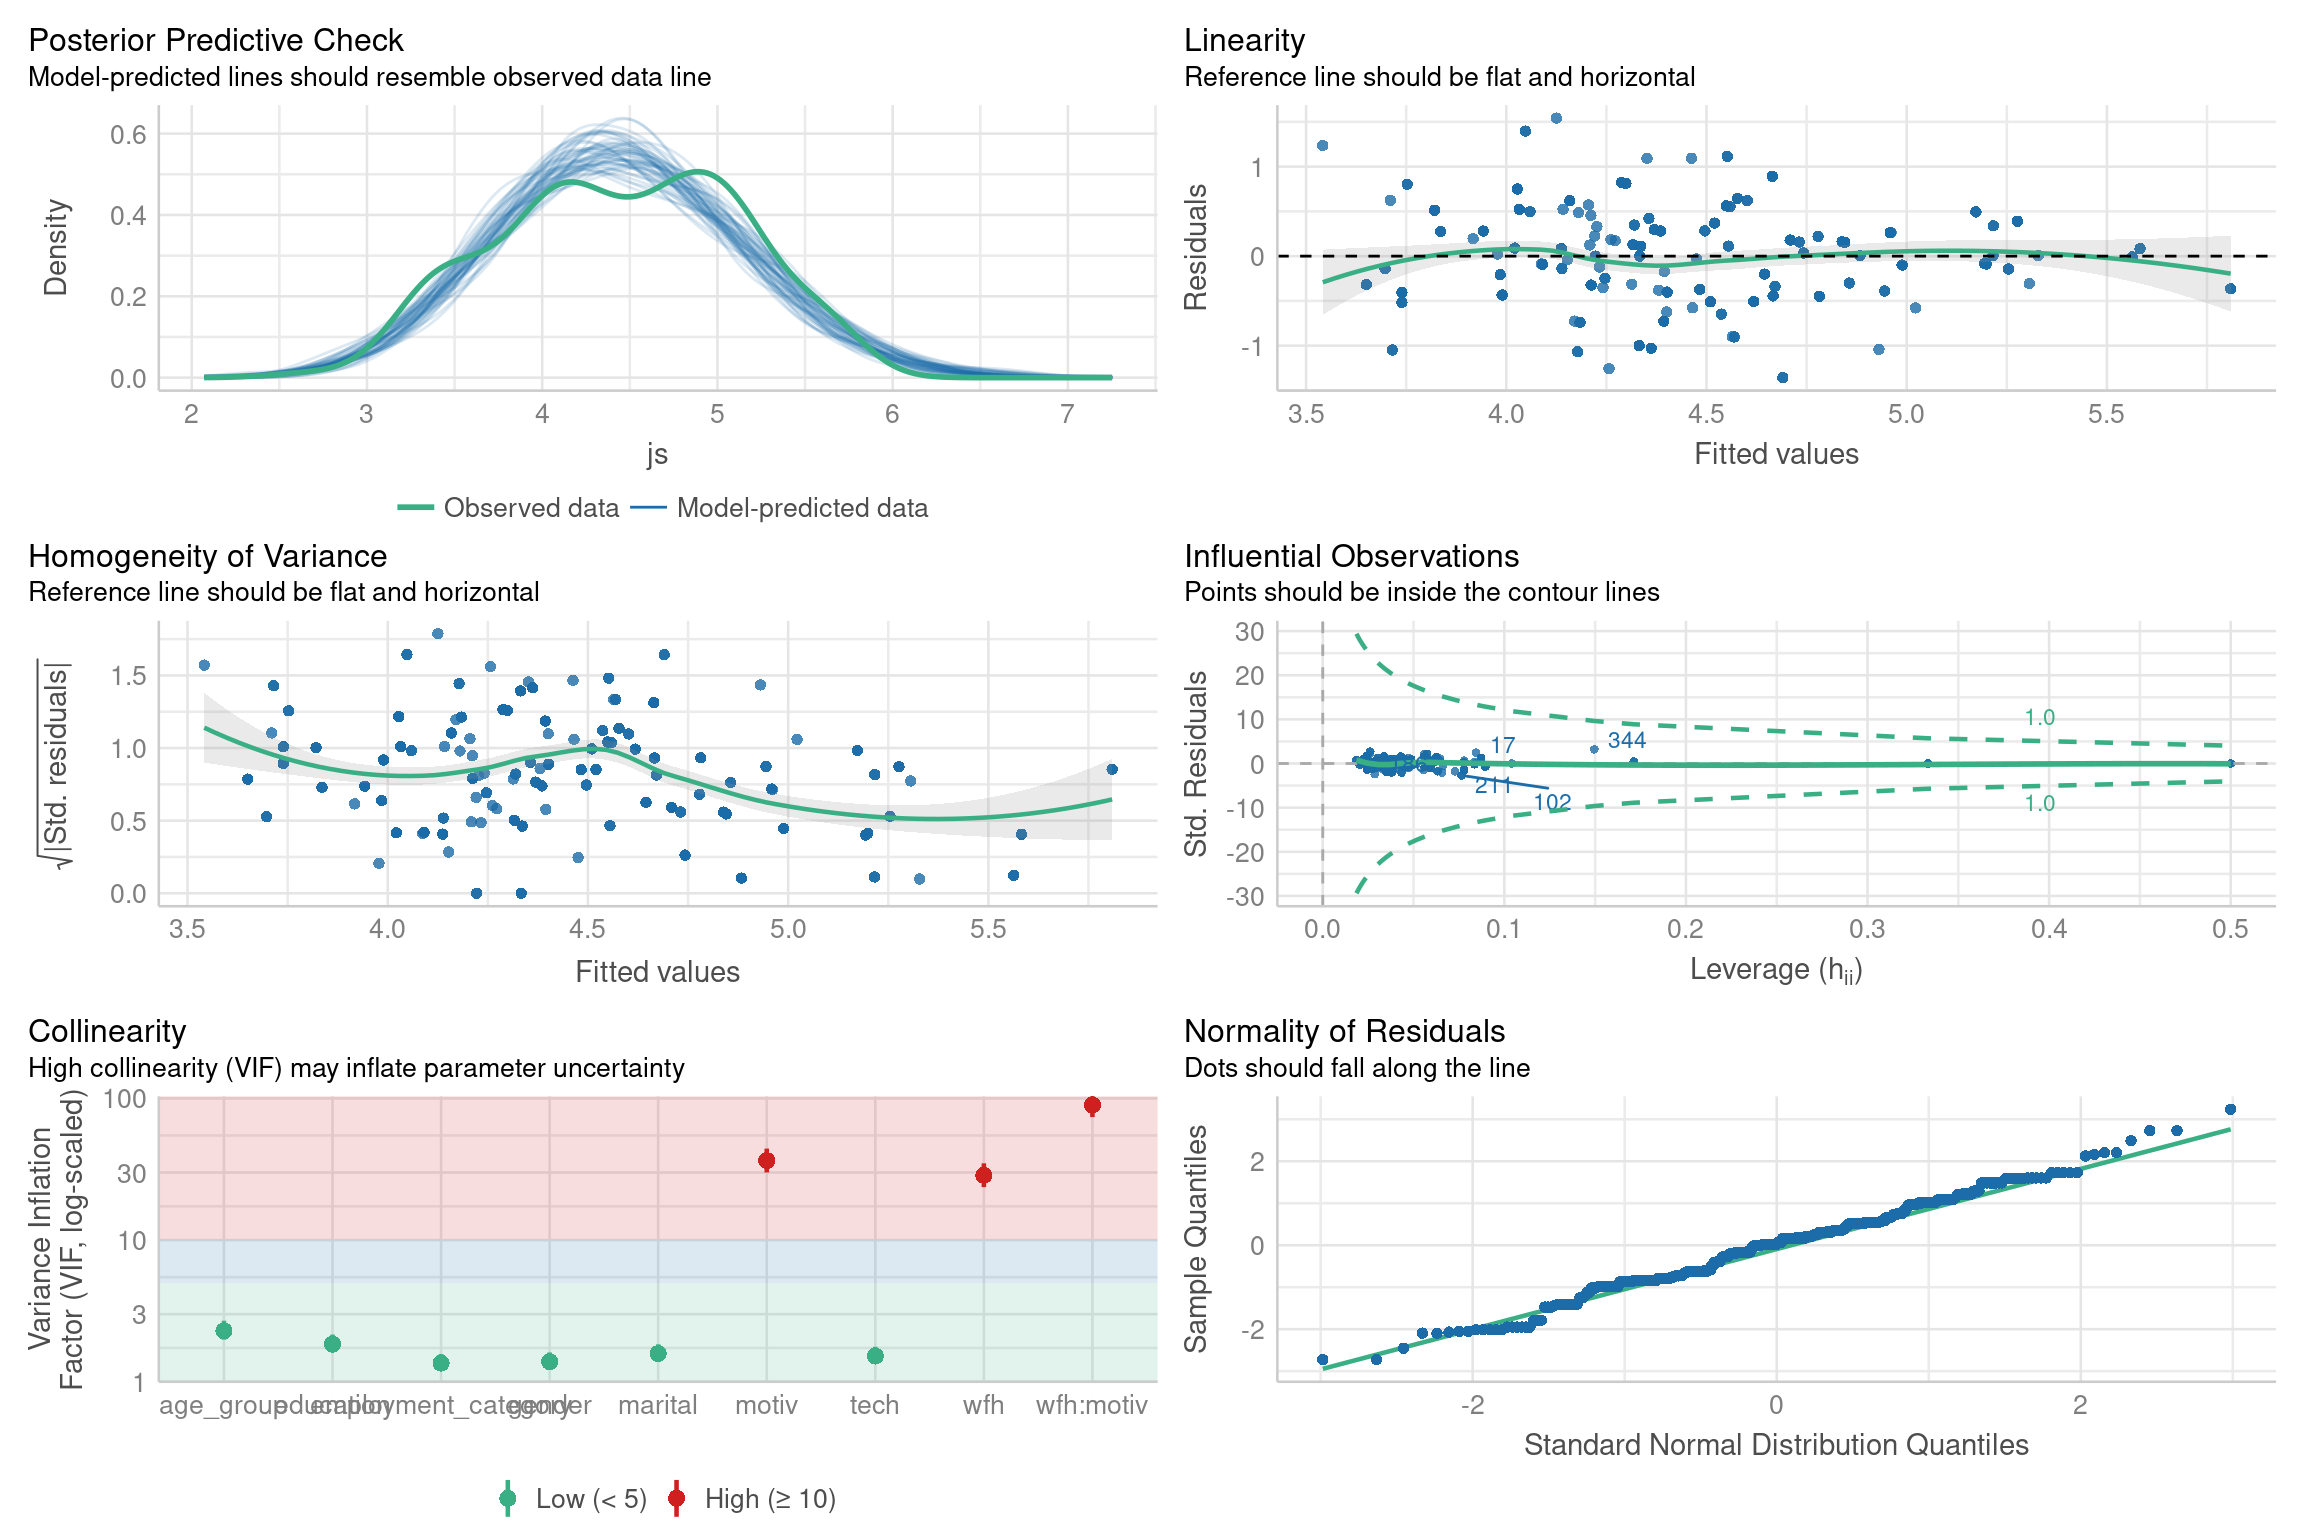 Posterior Predictive Check
Model-predicted lines should resemble observed data line
0.6
0.4
0.2
0.0
Density
2 3 4 5 6 7
js
Observed data Model-predicted data
Linearity
Reference line should be flat and horizontal
1
0
-1
Residuals
3.5 4.0 4.5 5.0 5.5
Fitted values
Homogeneity of Variance
Reference line should be flat and horizontal
1.5
1.0
0.5
0.0
√|Std. residuals|
3.5 4.0 4.5 5.0 5.5
Fitted values
Influential Observations
Points should be inside the contour lines
30
20
10
0
-10
-20
-30
Std. Residuals
1.0
17
344
211
102
1.0
0.0 0.1 0.2 0.3 0.4 0.5
Leverage (hii)
Collinearity
High collinearity (VIF) may inflate parameter uncertainty
100
30
10
3
1
Variance Inflation
Factor (VIF, log-scaled)
age_group education employment_category gender marital motiv tech wfh wfh:motiv
Low (< 5) High (≥ 10)
Normality of Residuals
Dots should fall along the line
2
0
-2
Sample Quantiles
-2 0 2
Standard Normal Distribution Quantiles